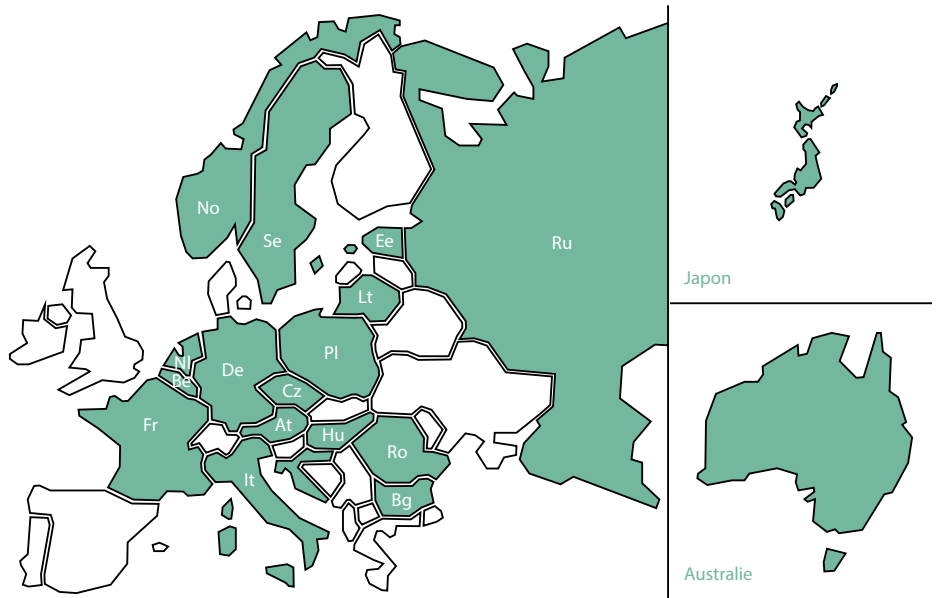 No
Se
Ee
Ru
Lt
Nl
Be
De
Pl
Cz
Fr
At
Hu
Ro
It
Bg
Japon
Australie